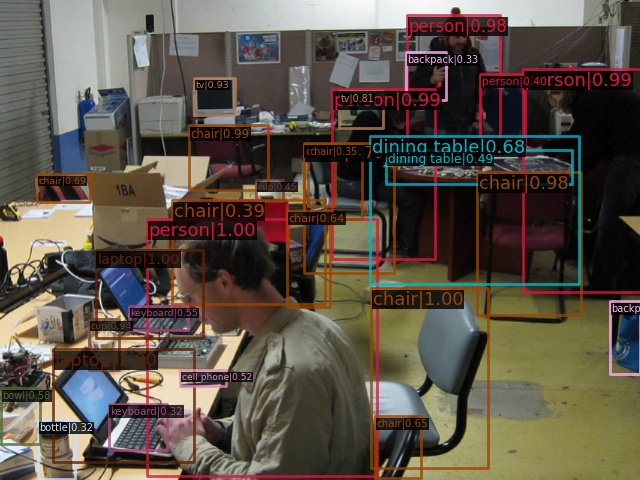 person|0.98
backpack|0.33
tv|0.93
person|0.40
person|0.99
tv|0.81
person|0.99
chair|0.99
dining table|0.68
chair|0.35
dining table|0.49
chair|0.69
1BA
cup|0.45
chair|0.98
chair|0.39
chair|0.64
person|1.00
laptop|1.00
chair|1.00
keyboard|0.55
backp
cup|0.94
laptop|1.00
cell phone|0.52
bowl|0.58
keyboard|0.32
bottle|0.32
chair|0.65